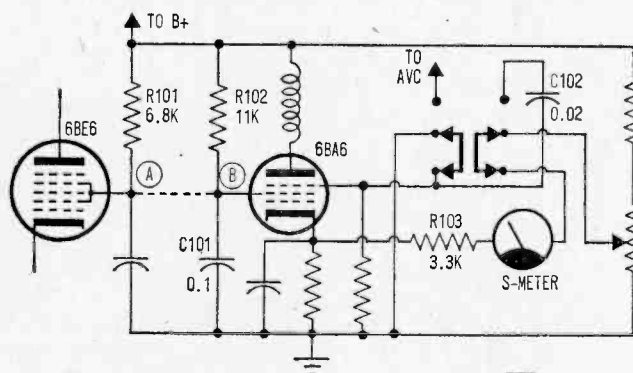 TO B+
R101
6.8K
R102
11K
TO
AVC
C102
0.02
6BE6
6BA6
A
B
C101
0.1
R103
3.3K
S-METER